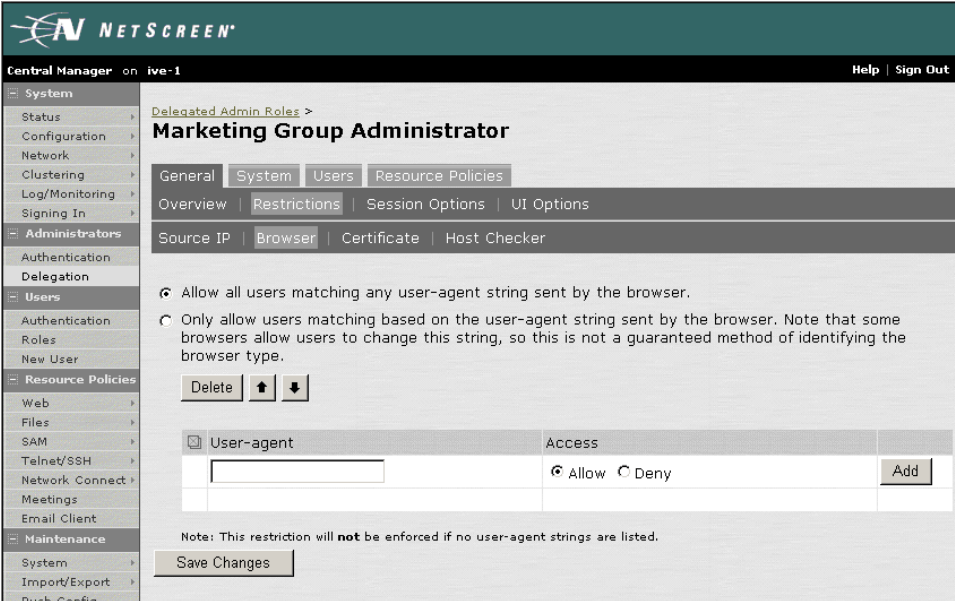 NETSCREEN®
Central Manager on ive-1
Help | Sign Out
System
Status
Configuration
Network
Clustering
Log/Monitoring
Signing In
Administrators
Authentication
Delegation
Users
Authentication
Roles
New User
Resource Policies
Web
Files
SAM
Telnet/SSH
Network Connect
Meetings
Email Client
Maintenance
System
Import/Export
Push Config
Delegated Admin Roles >
Marketing Group Administrator
General System Users Resource Policies
Overview | Restrictions | Session Options | UI Options
Source IP | Browser | Certificate | Host Checker
Allow all users matching any user-agent string sent by the browser.
Only allow users matching based on the user-agent string sent by the browser. Note that some
browsers allow users to change this string, so this is not a guaranteed method of identifying the
browser type.
Delete
User-agent Access
Allow Deny Add
Note: This restriction will not be enforced if no user-agent strings are listed.
Save Changes